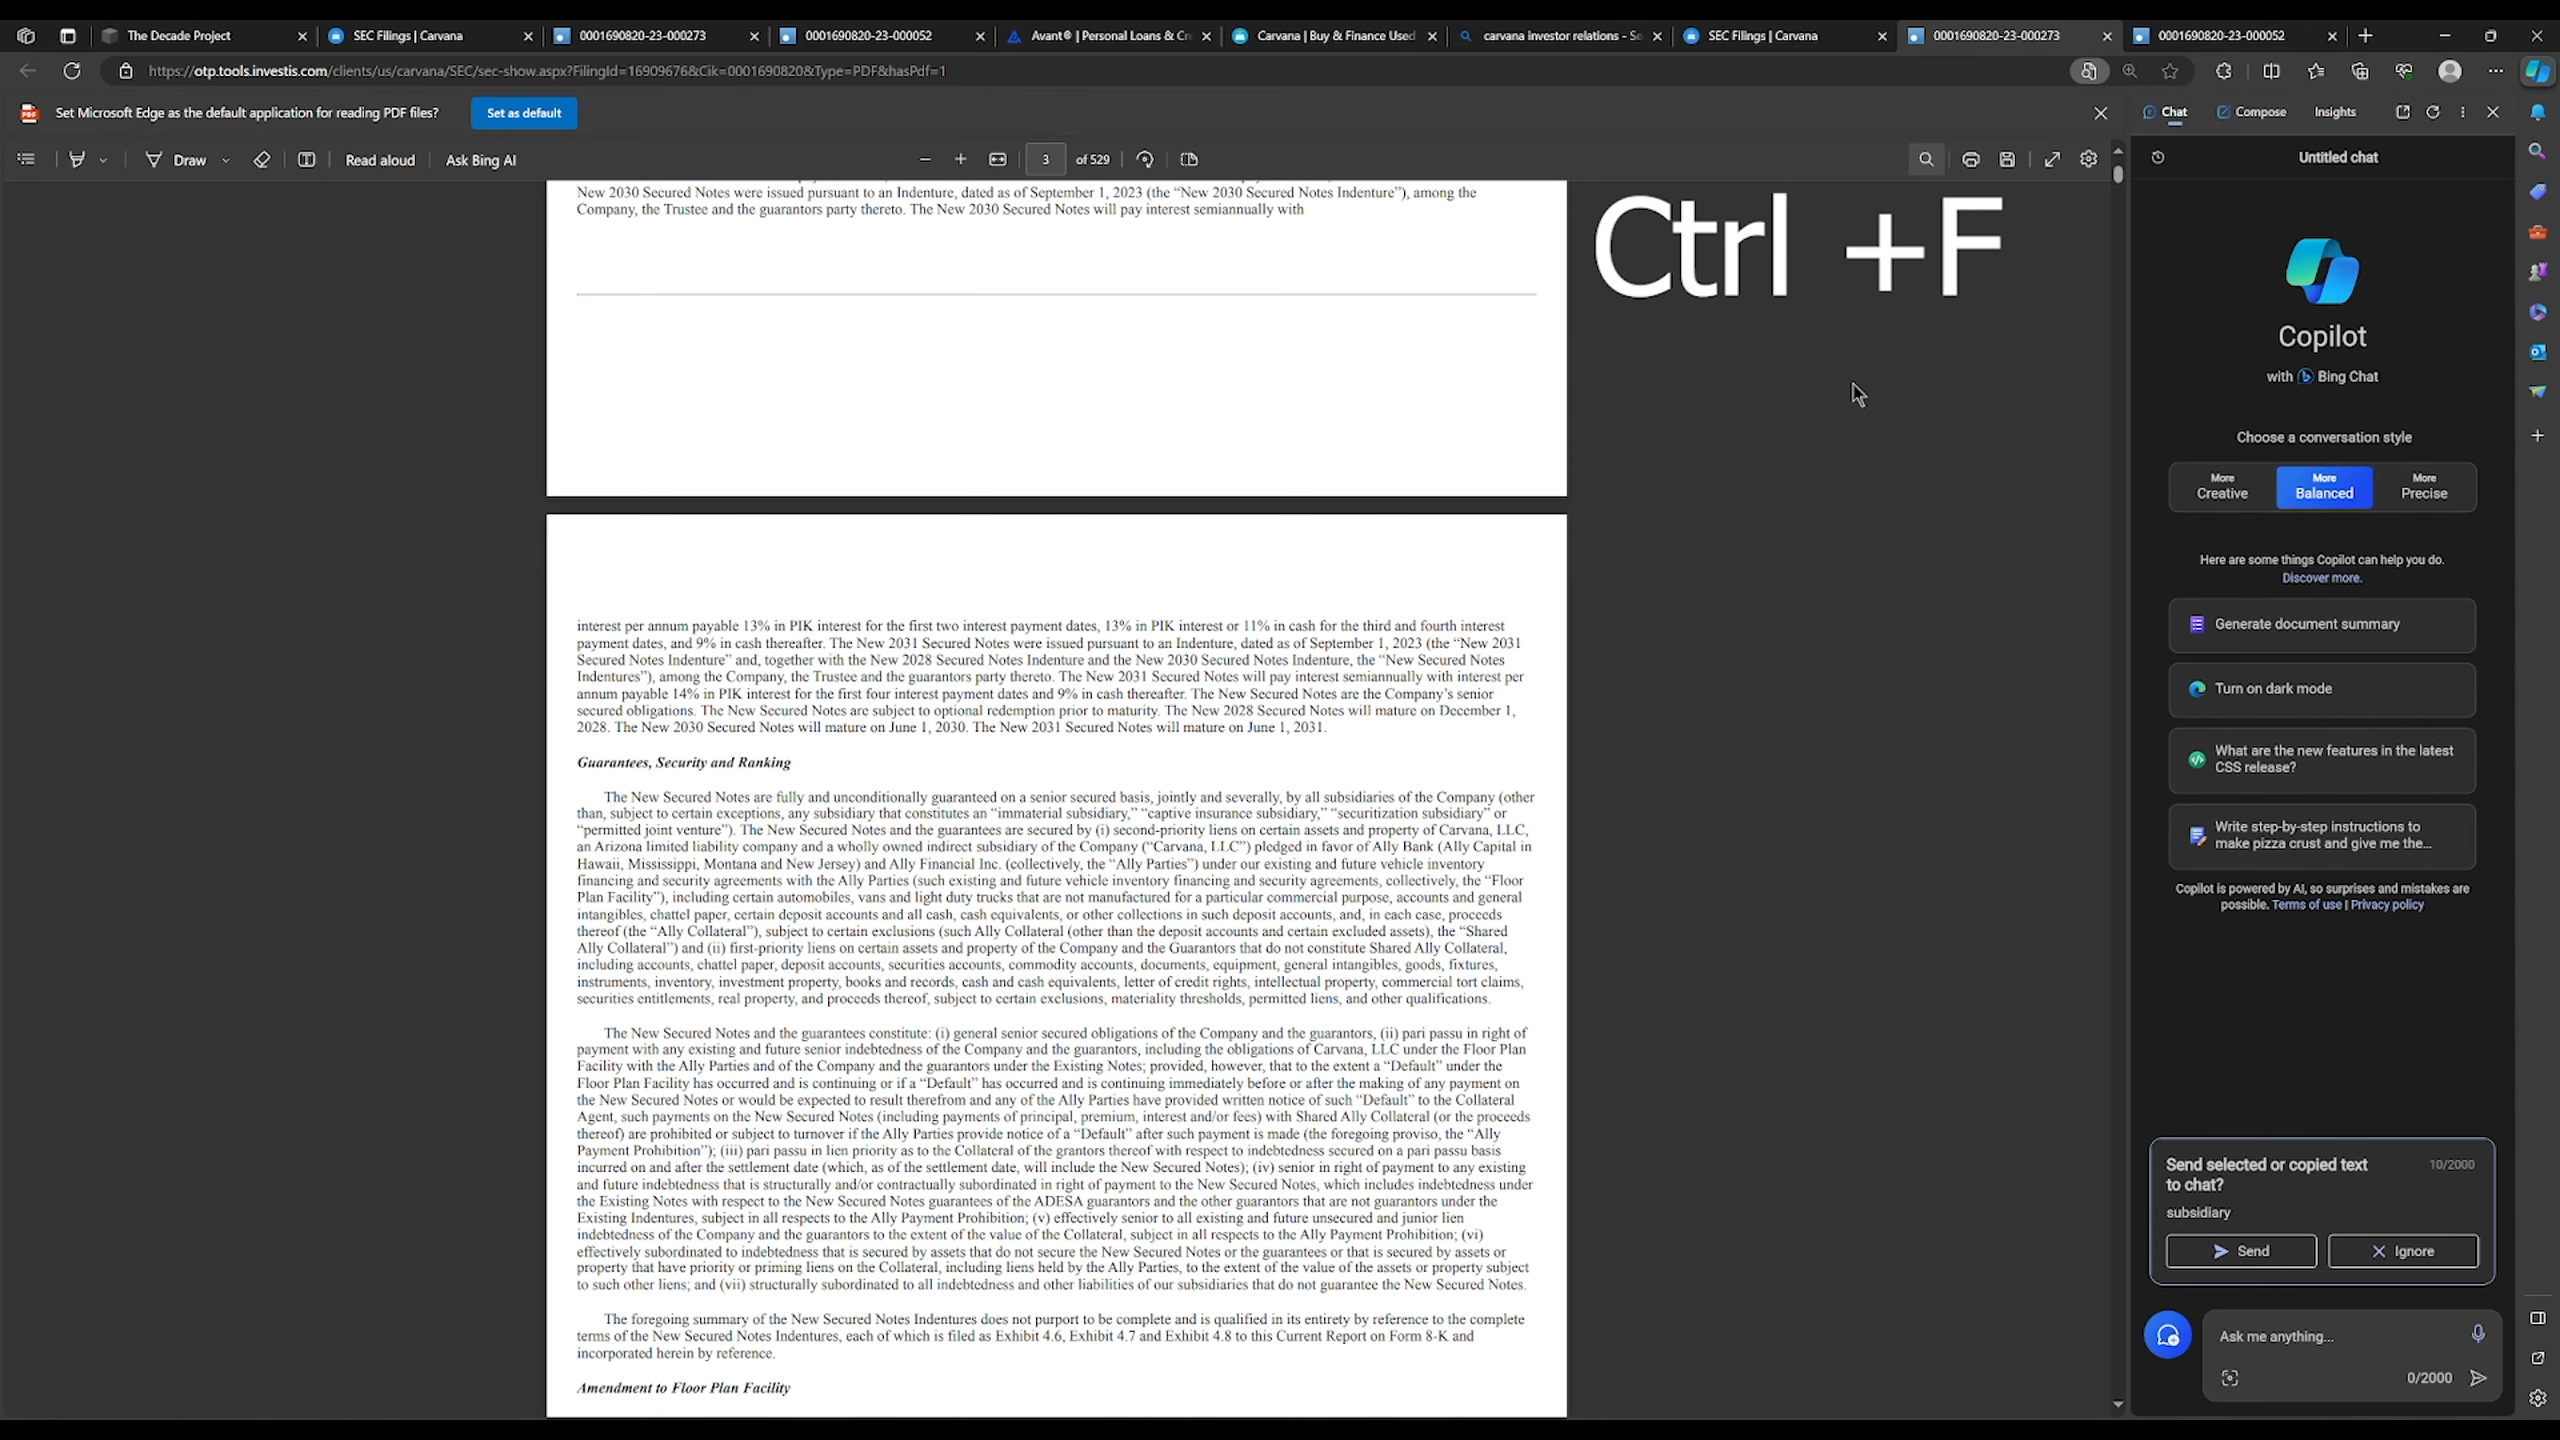 The Decade Project
SEC Filings | Carvana
0001690820-23-000273
0001690820-23-000052
Avant® | Personal Loans & Cr
Carvana | Buy & Finance Used
carvana investor relations - Se
SEC Filings | Carvana
0001690820-23-000273
0001690820-23-000052
https://otp.tools.investis.com/clients/us/carvana/SEC/sec-show.aspx?FilingId=16909676&Cik=0001690820&Type=PDF&hasPdf=1
PDF
Set Microsoft Edge as the default application for reading PDF files?
Set as default
Draw
Read aloud
Ask Bing AI
3
of 529
New 2030 Secured Notes were issued pursuant to an Indenture, dated as of September 1, 2023 (the “New 2030 Secured Notes Indenture”), among the
Company, the Trustee and the guarantors party thereto. The New 2030 Secured Notes will pay interest semiannually with
Ctrl +F
interest per annum payable 13% in PIK interest for the first two interest payment dates, 13% in PIK interest or 11% in cash for the third and fourth interest
payment dates, and 9% in cash thereafter. The New 2031 Secured Notes were issued pursuant to an Indenture, dated as of September 1, 2023 (the “New 2031
Secured Notes Indenture” and, together with the New 2028 Secured Notes Indenture and the New 2030 Secured Notes Indenture, the “New Secured Notes
Indentures”), among the Company, the Trustee and the guarantors party thereto. The New 2031 Secured Notes will pay interest semiannually with interest per
annum payable 14% in PIK interest for the first four interest payment dates and 9% in cash thereafter. The New Secured Notes are the Company’s senior
secured obligations. The New Secured Notes are subject to optional redemption prior to maturity. The New 2028 Secured Notes will mature on December 1,
2028. The New 2030 Secured Notes will mature on June 1, 2030. The New 2031 Secured Notes will mature on June 1, 2031.
Guarantees, Security and Ranking
The New Secured Notes are fully and unconditionally guaranteed on a senior secured basis, jointly and severally, by all subsidiaries of the Company (other
than, subject to certain exceptions, any subsidiary that constitutes an “immaterial subsidiary,” “captive insurance subsidiary,” “securitization subsidiary” or
“permitted joint venture”). The New Secured Notes and the guarantees are secured by (i) second-priority liens on certain assets and property of Carvana, LLC,
an Arizona limited liability company and a wholly owned indirect subsidiary of the Company (“Carvana, LLC”) pledged in favor of Ally Bank (Ally Capital in
Hawaii, Mississippi, Montana and New Jersey) and Ally Financial Inc. (collectively, the “Ally Parties”) under our existing and future vehicle inventory
financing and security agreements with the Ally Parties (such existing and future vehicle inventory financing and security agreements, collectively, the “Floor
Plan Facility”), including certain automobiles, vans and light duty trucks that are not manufactured for a particular commercial purpose, accounts and general
intangibles, chattel paper, certain deposit accounts and all cash, cash equivalents, or other collections in such deposit accounts, and, in each case, proceeds
thereof (the “Ally Collateral”), subject to certain exclusions (such Ally Collateral (other than the deposit accounts and certain excluded assets), the “Shared
Ally Collateral”) and (ii) first-priority liens on certain assets and property of the Company and the Guarantors that do not constitute Shared Ally Collateral,
including accounts, chattel paper, deposit accounts, securities accounts, commodity accounts, documents, equipment, general intangibles, goods, fixtures,
instruments, inventory, investment property, books and records, cash and cash equivalents, letter of credit rights, intellectual property, commercial tort claims,
securities entitlements, real property, and proceeds thereof, subject to certain exclusions, materiality thresholds, permitted liens, and other qualifications.
The New Secured Notes and the guarantees constitute: (i) general senior secured obligations of the Company and the guarantors, (ii) pari passu in right of
payment with any existing and future senior indebtedness of the Company and the guarantors, including the obligations of Carvana, LLC under the Floor Plan
Facility with the Ally Parties and of the Company and the guarantors under the Existing Notes; provided, however, that to the extent a “Default” under the
Floor Plan Facility has occurred and is continuing or if a “Default” has occurred and is continuing immediately before or after the making of any payment on
the New Secured Notes or would be expected to result therefrom and any of the Ally Parties have provided written notice of such “Default” to the Collateral
Agent, such payments on the New Secured Notes (including payments of principal, premium, interest and/or fees) with Shared Ally Collateral (or the proceeds
thereof) are prohibited or subject to turnover if the Ally Parties provide notice of a “Default” after such payment is made (the foregoing proviso, the “Ally
Payment Prohibition”); (iii) pari passu in lien priority as to the Collateral of the grantors thereof with respect to indebtedness secured on a pari passu basis
incurred on and after the settlement date (which, as of the settlement date, will include the New Secured Notes); (iv) senior in right of payment to any existing
and future indebtedness that is structurally and/or contractually subordinated in right of payment to the New Secured Notes, which includes indebtedness under
the Existing Notes with respect to the New Secured Notes guarantees of the ADESA guarantors and the other guarantors that are not guarantors under the
Existing Indentures, subject in all respects to the Ally Payment Prohibition; (v) effectively senior to all existing and future unsecured and junior lien
indebtedness of the Company and the guarantors to the extent of the value of the Collateral, subject in all respects to the Ally Payment Prohibition; (vi)
effectively subordinated to indebtedness that is secured by assets that do not secure the New Secured Notes or the guarantees or that is secured by assets or
property that have priority or priming liens on the Collateral, including liens held by the Ally Parties, to the extent of the value of the assets or property subject
to such other liens; and (vii) structurally subordinated to all indebtedness and other liabilities of our subsidiaries that do not guarantee the New Secured Notes.
The foregoing summary of the New Secured Notes Indentures does not purport to be complete and is qualified in its entirety by reference to the complete
terms of the New Secured Notes Indentures, each of which is filed as Exhibit 4.6, Exhibit 4.7 and Exhibit 4.8 to this Current Report on Form 8-K and
incorporated herein by reference.
Amendment to Floor Plan Facility
Chat
Compose
Insights
Untitled chat
Copilot
with Bing Chat
Choose a conversation style
More Creative
More Balanced
More Precise
Here are some things Copilot can help you do.
Discover more.
Generate document summary
Turn on dark mode
What are the new features in the latest
CSS release?
Write step-by-step instructions to
make pizza crust and give me the...
Copilot is powered by AI, so surprises and mistakes are
possible. Terms of use | Privacy policy
Send selected or copied text 10/2000
to chat?
subsidiary
Send
Ignore
Ask me anything...
0/2000